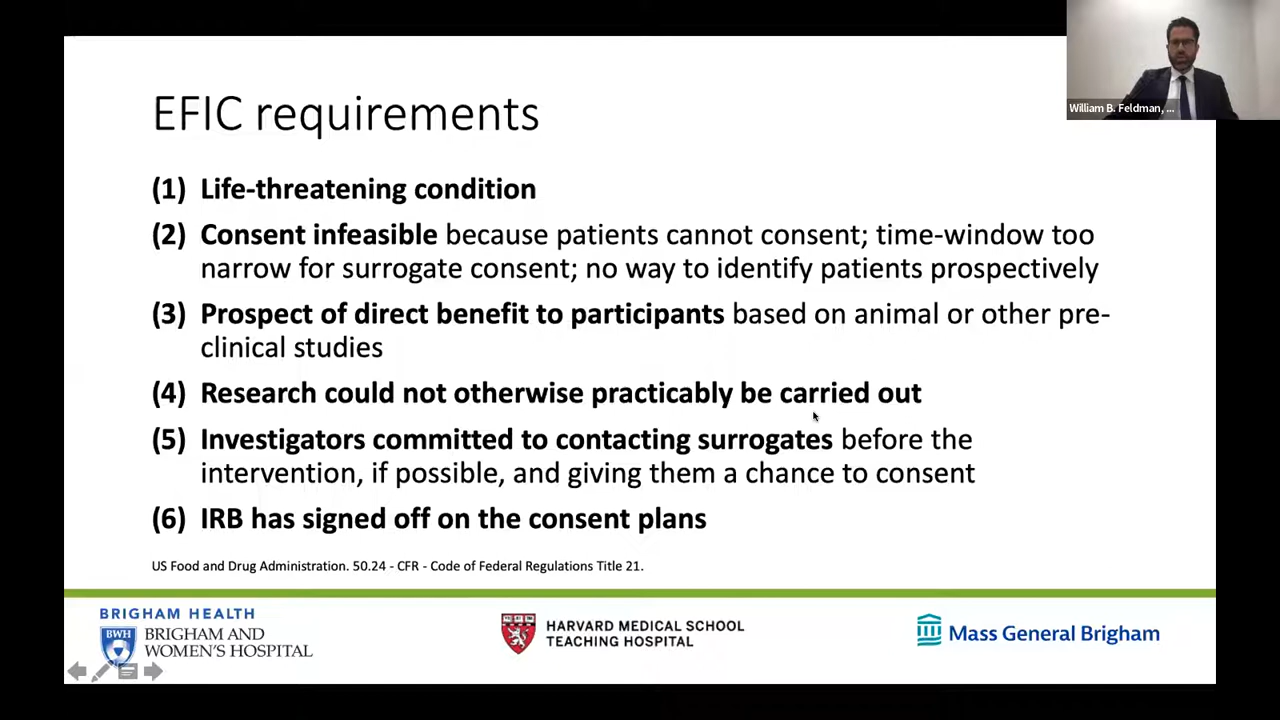 William B. Feldman, ...
EFIC requirements
(1) Life-threatening condition
(2) Consent infeasible because patients cannot consent; time-window too
narrow for surrogate consent; no way to identify patients prospectively
(3) Prospect of direct benefit to participants based on animal or other pre-
clinical studies
(4) Research could not otherwise practicably be carried out
(5) Investigators committed to contacting surrogates before the
intervention, if possible, and giving them a chance to consent
(6) IRB has signed off on the consent plans
US Food and Drug Administration. 50.24 - CFR - Code of Federal Regulations Title 21.
BRIGHAM HEALTH
BWH
BRIGHAM AND
WOMEN'S HOSPITAL
HARVARD MEDICAL SCHOOL
TEACHING HOSPITAL
Mass General Brigham